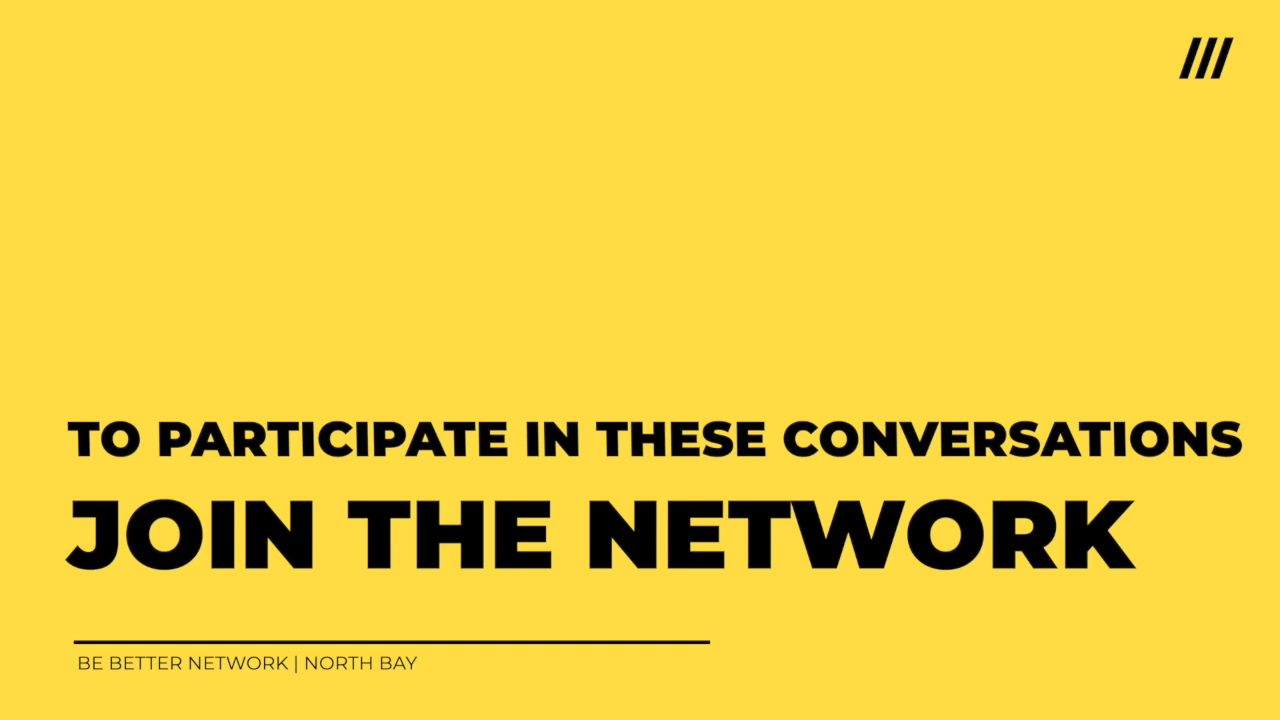 TO PARTICIPATE IN THESE CONVERSATIONS
JOIN THE NETWORK
BE BETTER NETWORK | NORTH BAY